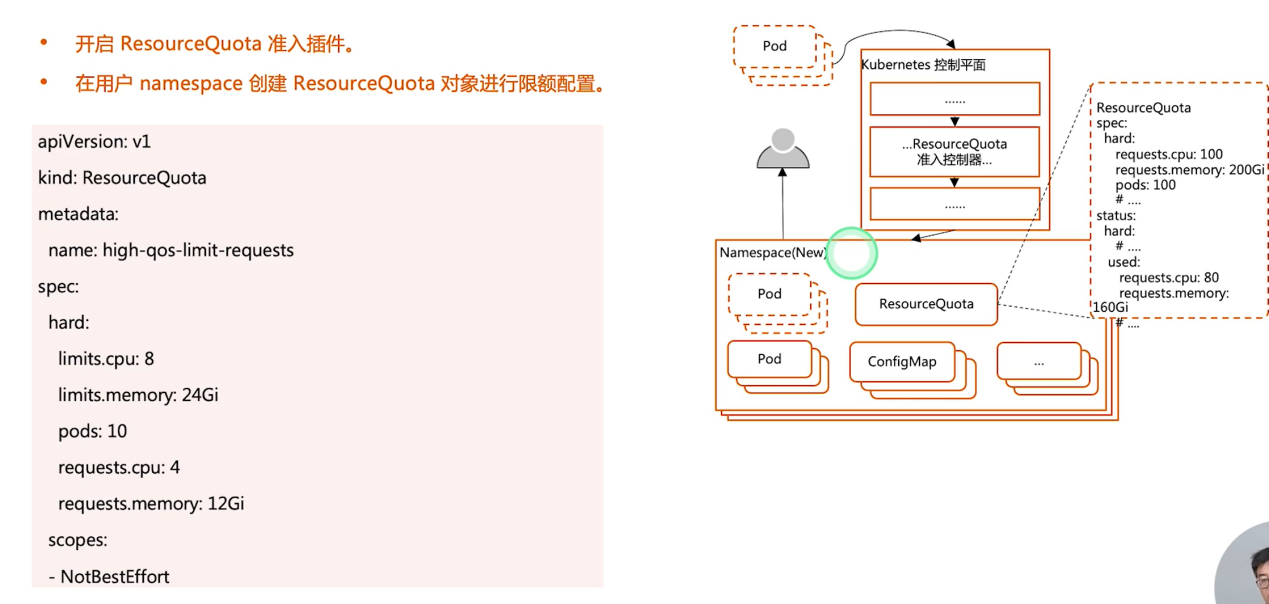 • 开启 ResourceQuota 准入插件。
• 在用户 namespace 创建 ResourceQuota 对象进行限额配置。
apiVersion: v1
kind: ResourceQuota
metadata:
name: high-qos-limit-requests
spec:
hard:
limits.cpu: 8
limits.memory: 24Gi
pods: 10
requests.cpu: 4
requests.memory: 12Gi
scopes:
- NotBestEffort
Pod
Kubernetes 控制平面
......
...ResourceQuota
准入控制器...
......
Namespace(New)
Pod
ResourceQuota
Pod
ConfigMap
...
ResourceQuota
spec:
hard:
requests.cpu: 100
requests.memory: 200Gi
pods: 100
# ....
status:
hard:
# ....
used:
requests.cpu: 80
requests.memory:
160Gi
# ....